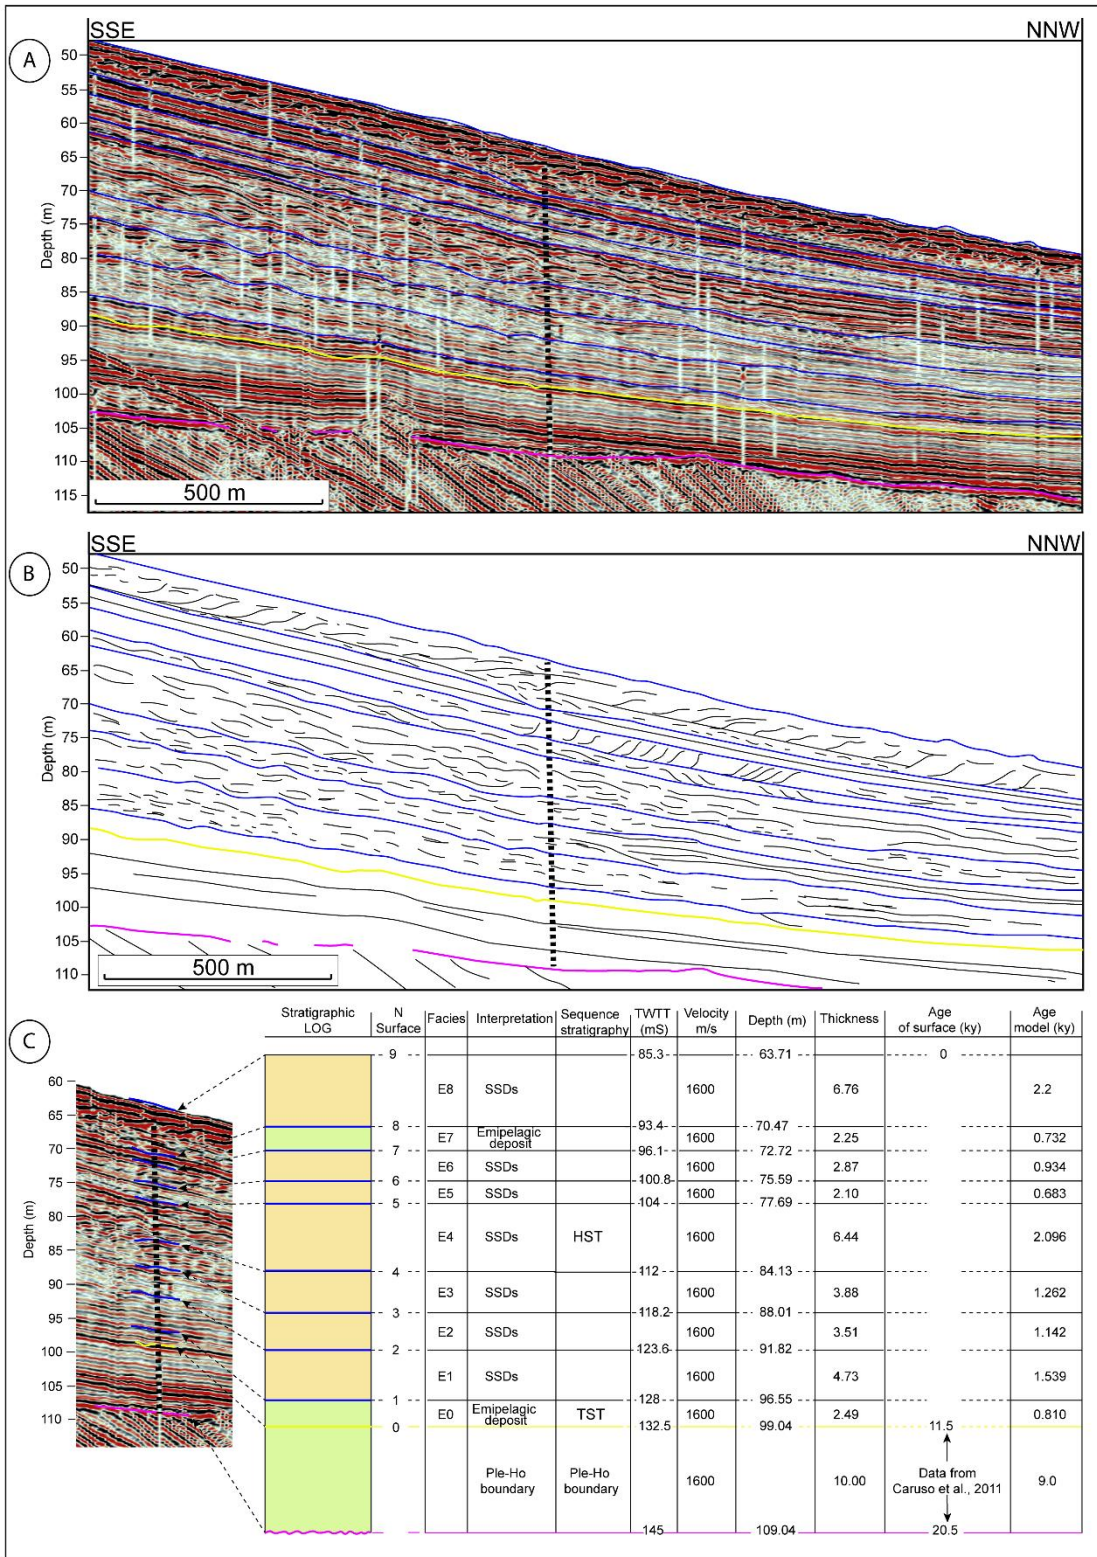 SSE NNW
A
50
55
60
65
70
75
80
85
90
95
100
105
110
115
Depth (m)
500 m
SSE NNW
B
50
55
60
65
70
75
80
85
90
95
100
105
110
Depth (m)
500 m
C
Stratigraphic LOG N Surface Facies Interpretation Sequence stratigraphy TWTT (mS) Velocity m/s Depth (m) Thickness Age of surface (ky) Age model (ky)
60
65
70
75
80
85
90
95
100
105
110
Depth (m)
9 85.3 63.71 0
E8 SSDs 1600 6.76 2.2
8 93.4 70.47
E7 Emipelagic deposit 1600 2.25 0.732
7 96.1 72.72
E6 SSDs 1600 2.87 0.934
6 100.8 75.59
E5 SSDs 1600 2.10 0.683
5 104 77.69
E4 SSDs HST 1600 6.44 2.096
4 112 84.13
E3 SSDs 1600 3.88 1.262
3 118.2 88.01
E2 SSDs 1600 3.51 1.142
2 123.6 91.82
E1 SSDs 1600 4.73 1.539
1 128 96.55
E0 Emipelagic deposit TST 1600 2.49 0.810
0 132.5 99.04 11.5
Ple-Ho boundary Ple-Ho boundary 1600 10.00 Data from Caruso et al., 2011 9.0
145 109.04 20.5